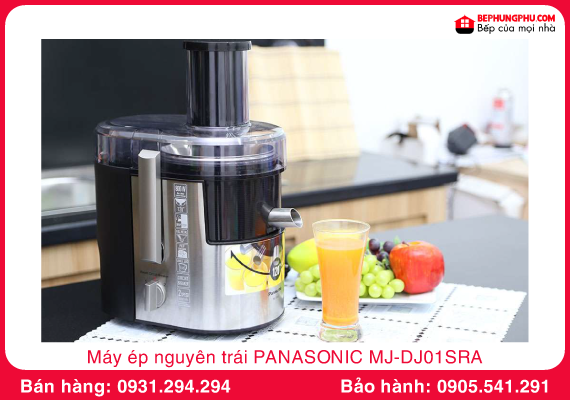 BEPHUNGPHU.COM
Bếp của mọi nhà
800 W
Máy ép nguyên trái PANASONIC MJ-DJ01SRA
Bán hàng: 0931.294.294
Bảo hành: 0905.541.291